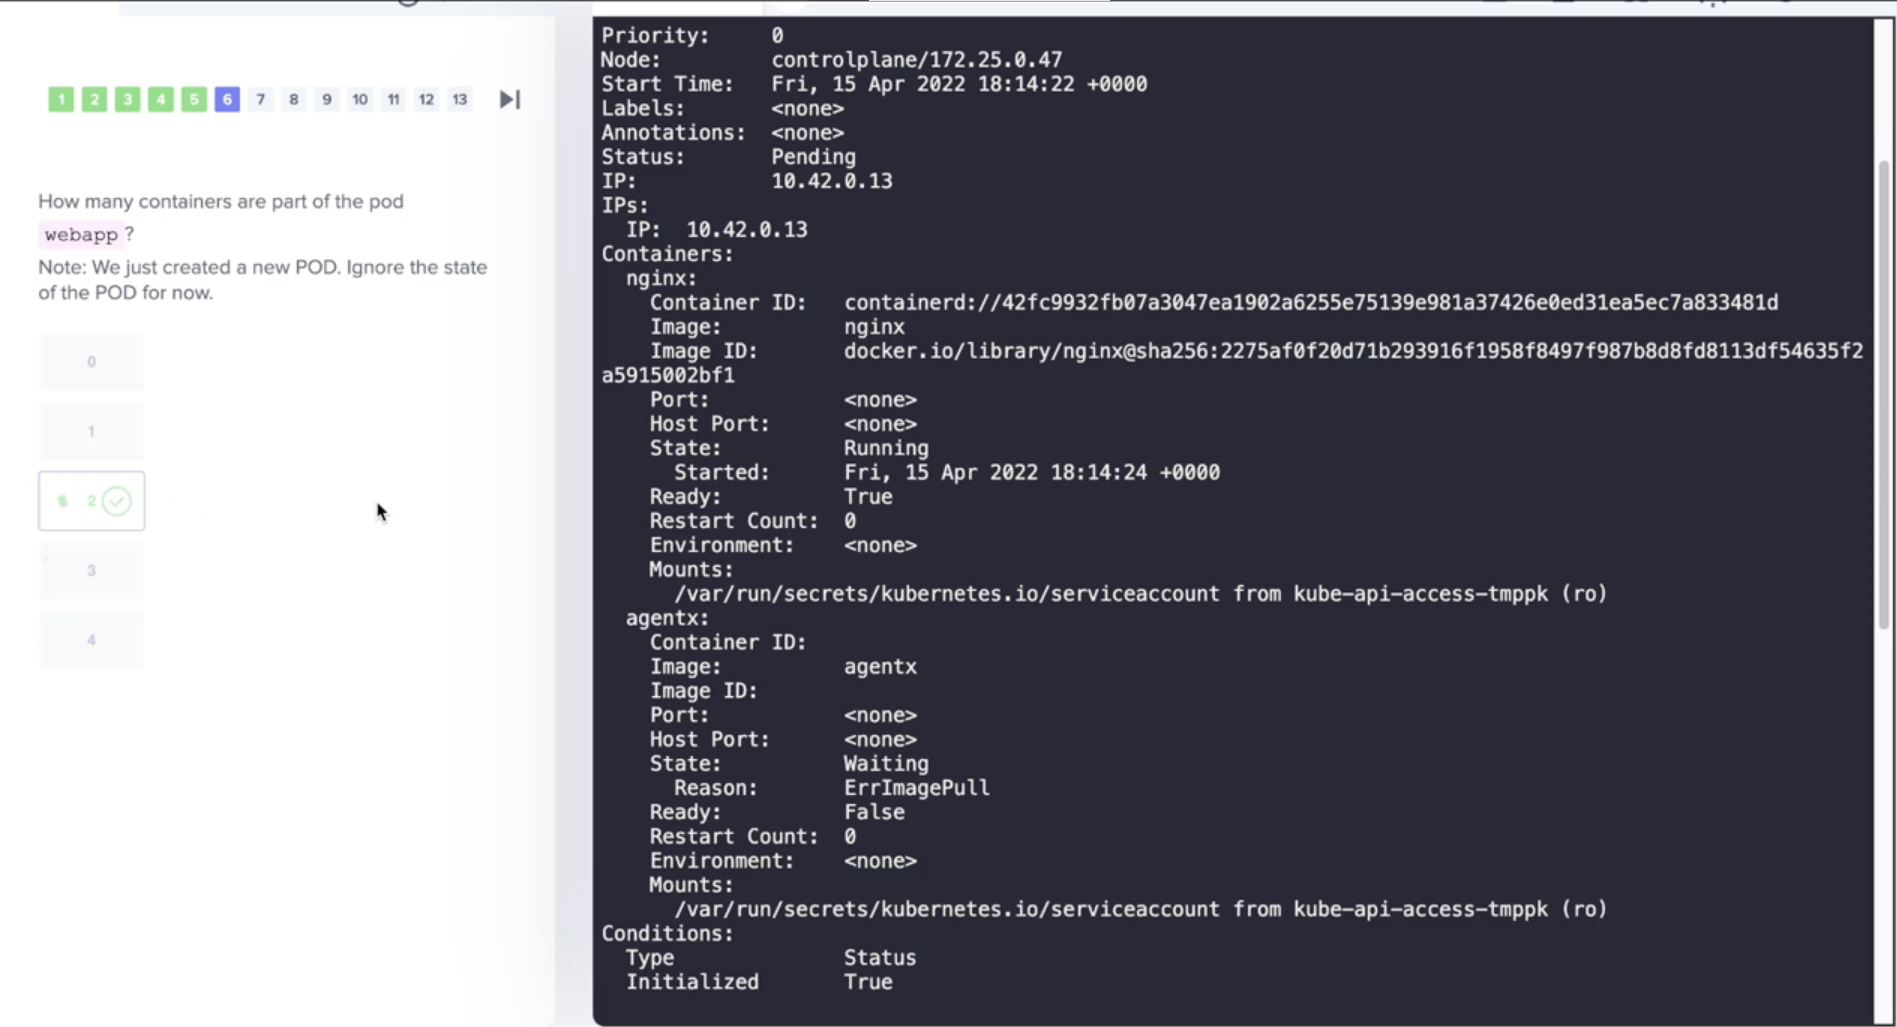 1 2 3 4 5 6 7 8 9 10 11 12 13
How many containers are part of the pod
webapp ?
Note: We just created a new POD. Ignore the state
of the POD for now.
0
1
2
3
4
Priority:     0
Node:         controlplane/172.25.0.47
Start Time:   Fri, 15 Apr 2022 18:14:22 +0000
Labels:       <none>
Annotations:  <none>
Status:       Pending
IP:           10.42.0.13
IPs:
  IP:  10.42.0.13
Containers:
  nginx:
    Container ID:   containerd://42fc9932fb07a3047ea1902a6255e75139e981a37426e0ed31ea5ec7a833481d
    Image:          nginx
    Image ID:       docker.io/library/nginx@sha256:2275af0f20d71b293916f1958f8497f987b8d8fd8113df54635f2
a5915002bf1
    Port:           <none>
    Host Port:      <none>
    State:          Running
      Started:      Fri, 15 Apr 2022 18:14:24 +0000
    Ready:          True
    Restart Count:  0
    Environment:    <none>
    Mounts:
      /var/run/secrets/kubernetes.io/serviceaccount from kube-api-access-tmppk (ro)
  agentx:
    Container ID:
    Image:          agentx
    Image ID:
    Port:           <none>
    Host Port:      <none>
    State:          Waiting
      Reason:       ErrImagePull
    Ready:          False
    Restart Count:  0
    Environment:    <none>
    Mounts:
      /var/run/secrets/kubernetes.io/serviceaccount from kube-api-access-tmppk (ro)
Conditions:
  Type              Status
  Initialized       True